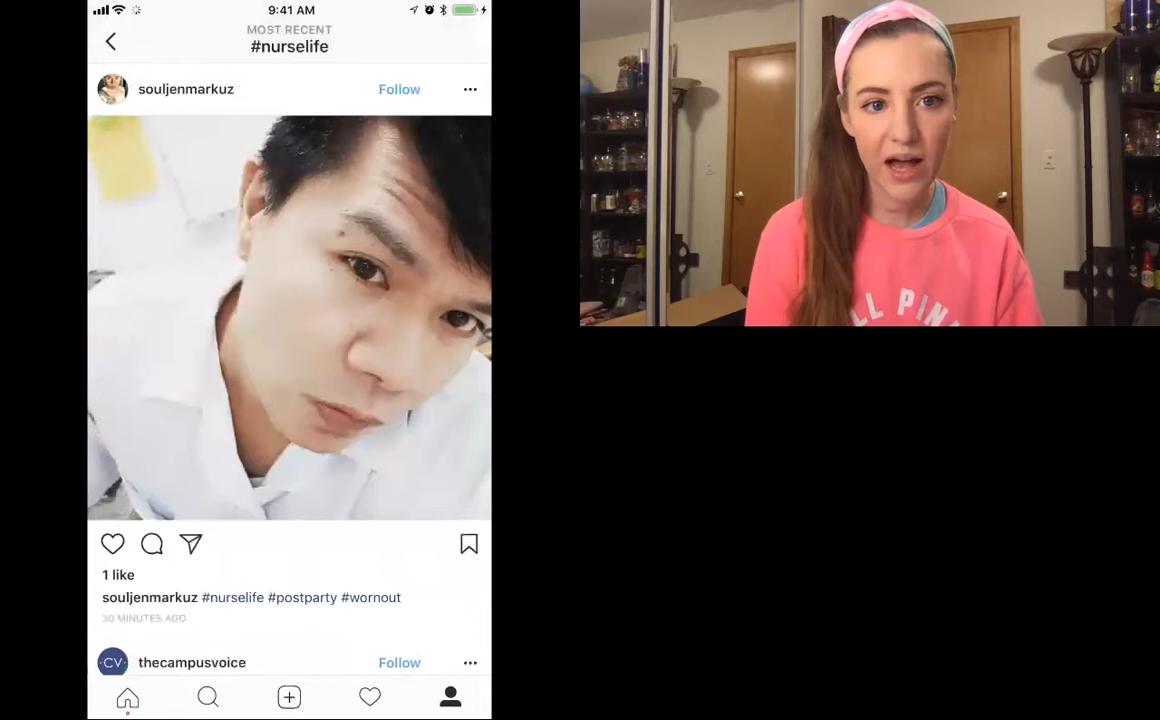 9:41 AM
MOST RECENT
#nurselife
souljenmarkuz Follow
1 like
souljenmarkuz #nurselife #postparty #wornout
30 MINUTES AGO
CV
thecampusvoice Follow
LL PIN